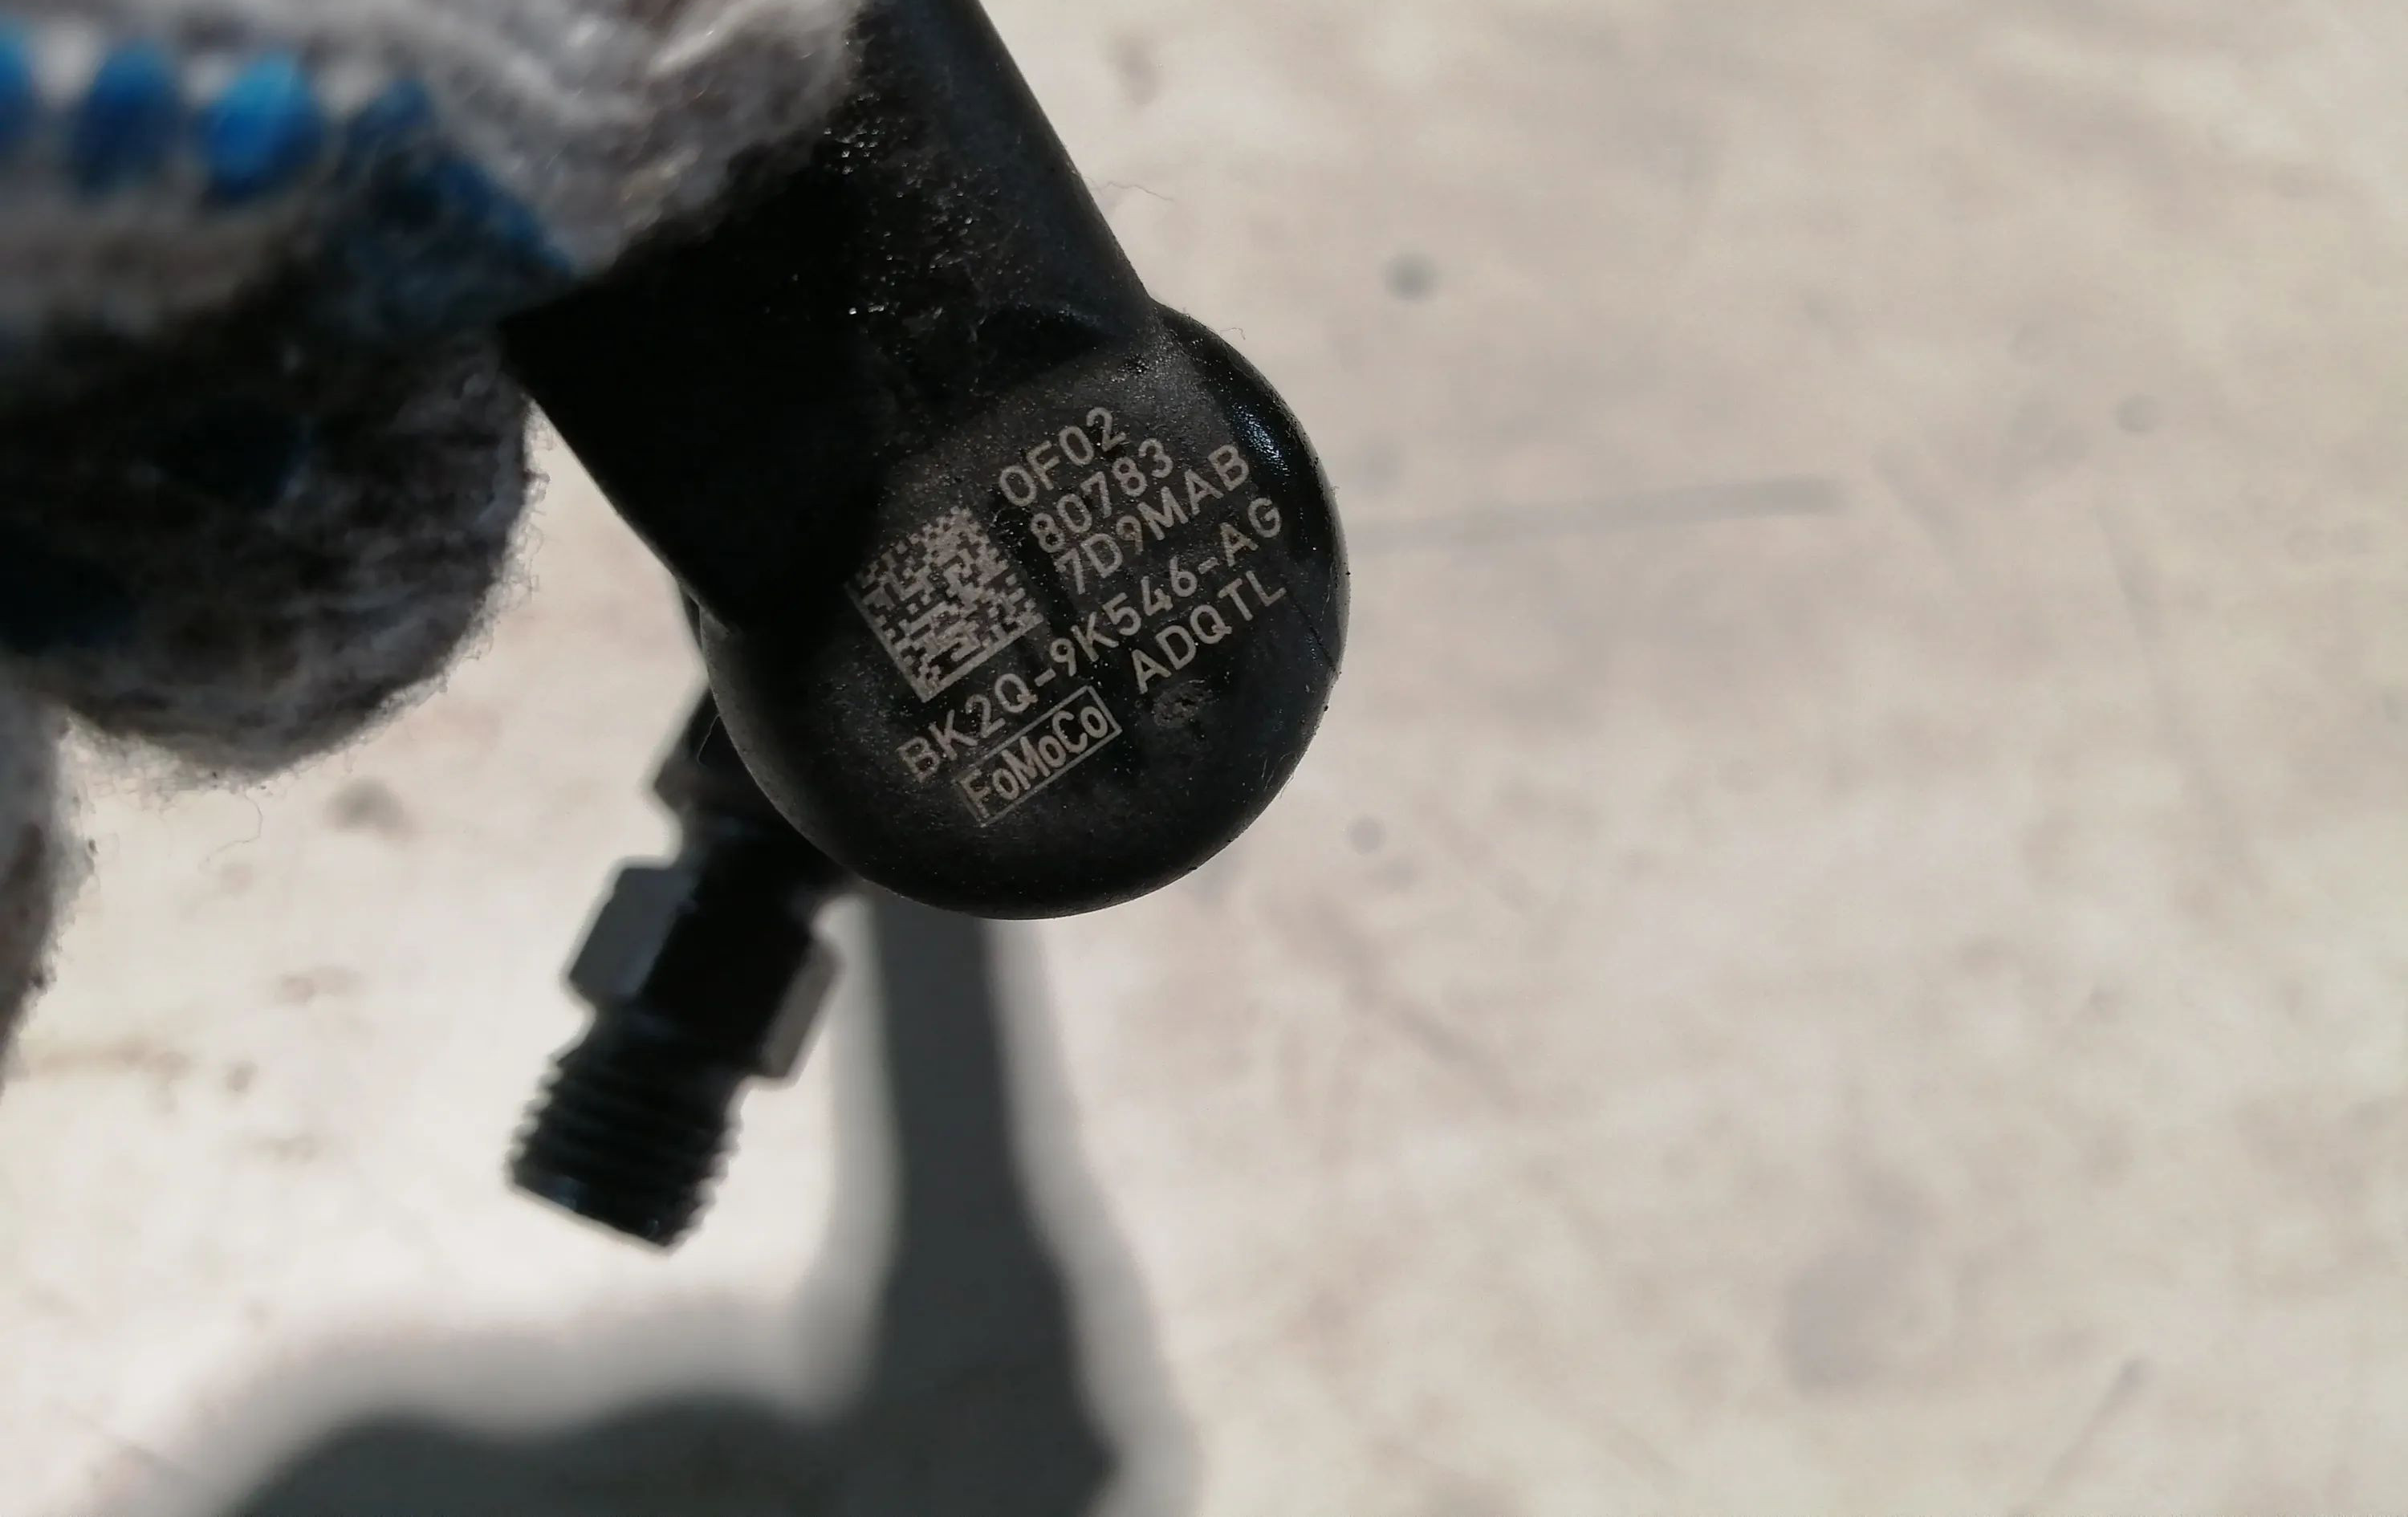 0F02
80783
7D9MAB
BK2Q-9K546-AG
ADQTL
FoMoCo